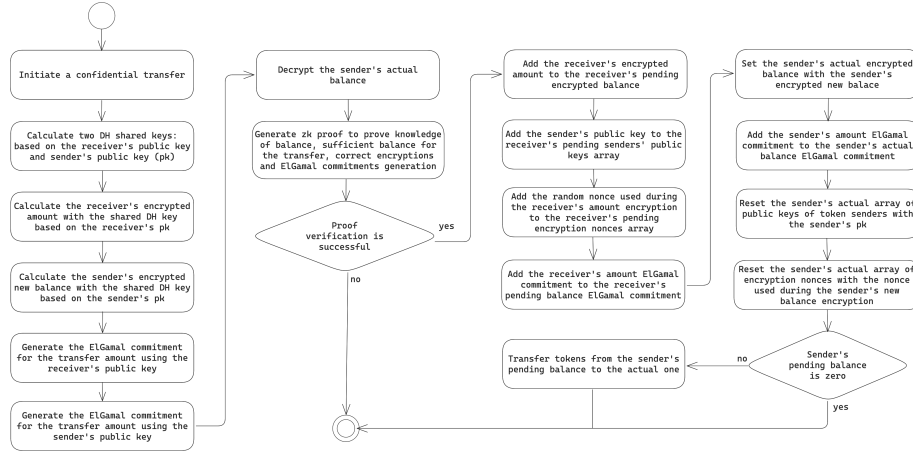 Initiate a confidential transfer
Calculate two DH shared keys:
based on the receiver's public key
and sender's public key (pk)
Calculate the receiver's encrypted
amount with the shared DH key
based on the receiver's pk
Calculate the sender's encrypted
new balance with the shared DH key
based on the sender's pk
Generate the ElGamal commitment
for the transfer amount using the
receiver's public key
Generate the ElGamal commitment
for the transfer amount using the
sender's public key
Decrypt the sender's actual
balance
Generate zk proof to prove knowledge
of balance, sufficient balance for
the transfer, correct encryptions
and ElGamal commitments generation
Proof
verification is
successful
yes
no
Add the receiver's encrypted
amount to the receiver's pending
encrypted balance
Add the sender's public key to the
receiver's pending senders' public
keys array
Add the random nonce used during
the receiver's amount encryption
to the receiver's pending
encryption nonces array
Add the receiver's amount ElGamal
commitment to the receiver's
pending balance ElGamal commitment
Set the sender's actual encrypted
balance with the sender's
encrypted new balace
Add the sender's amount ElGamal
commitment to the sender's actual
balance ElGamal commitment
Reset the sender's actual array of
public keys of token senders with
the sender's pk
Reset the sender's actual array of
encryption nonces with the nonce
used during the sender's new
balance encryption
Sender's
pending balance
is zero
no
yes
Transfer tokens from the sender's
pending balance to the actual one